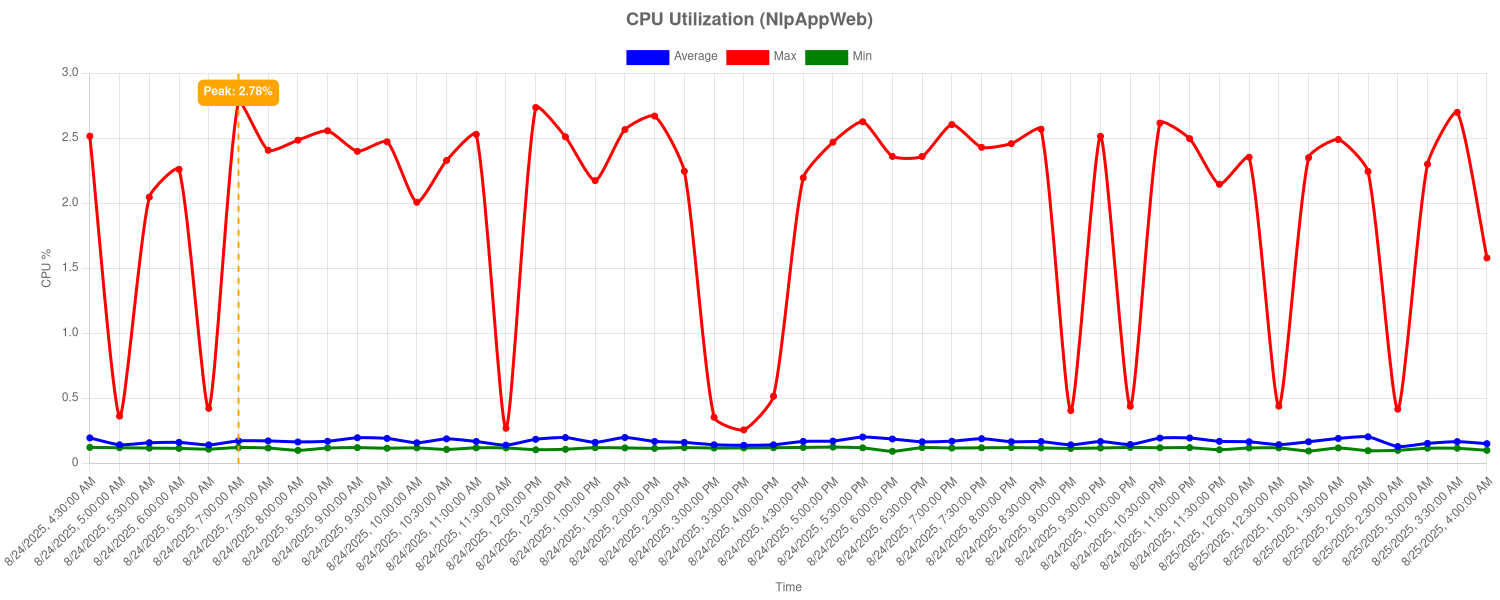 CPU Utilization (NlpAppWeb)
Average Max Min
3.0
Peak: 2.78%
2.5
2.0
1.5
1.0
0.5
0
CPU %
8/24/2025, 4:30:00 AM
8/24/2025, 5:00:00 AM
8/24/2025, 5:30:00 AM
8/24/2025, 6:00:00 AM
8/24/2025, 6:30:00 AM
8/24/2025, 7:00:00 AM
8/24/2025, 7:30:00 AM
8/24/2025, 8:00:00 AM
8/24/2025, 8:30:00 AM
8/24/2025, 9:00:00 AM
8/24/2025, 9:30:00 AM
8/24/2025, 10:00:00 AM
8/24/2025, 10:30:00 AM
8/24/2025, 11:00:00 AM
8/24/2025, 11:30:00 AM
8/24/2025, 12:00:00 PM
8/24/2025, 12:30:00 PM
8/24/2025, 1:00:00 PM
8/24/2025, 1:30:00 PM
8/24/2025, 2:00:00 PM
8/24/2025, 2:30:00 PM
8/24/2025, 3:00:00 PM
8/24/2025, 3:30:00 PM
8/24/2025, 4:00:00 PM
8/24/2025, 4:30:00 PM
8/24/2025, 5:00:00 PM
8/24/2025, 5:30:00 PM
8/24/2025, 6:00:00 PM
8/24/2025, 6:30:00 PM
8/24/2025, 7:00:00 PM
8/24/2025, 7:30:00 PM
8/24/2025, 8:00:00 PM
8/24/2025, 8:30:00 PM
8/24/2025, 9:00:00 PM
8/24/2025, 9:30:00 PM
8/24/2025, 10:00:00 PM
8/24/2025, 10:30:00 PM
8/24/2025, 11:00:00 PM
8/24/2025, 11:30:00 PM
8/25/2025, 12:00:00 AM
8/25/2025, 12:30:00 AM
8/25/2025, 1:00:00 AM
8/25/2025, 1:30:00 AM
8/25/2025, 2:00:00 AM
8/25/2025, 2:30:00 AM
8/25/2025, 3:00:00 AM
8/25/2025, 3:30:00 AM
8/25/2025, 4:00:00 AM
Time